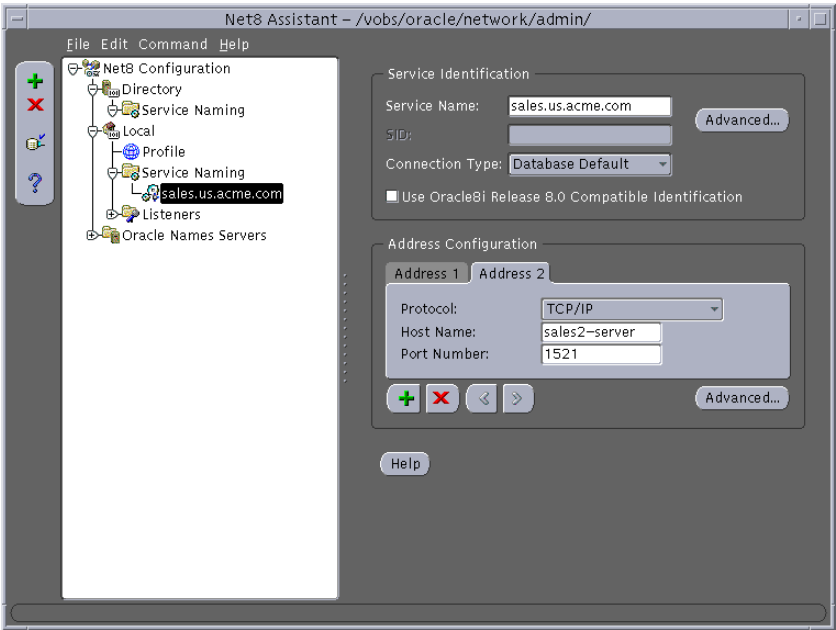 Net8 Assistant – /vobs/oracle/network/admin/
File Edit Command Help
Net8 Configuration
Directory
Service Naming
Local
Profile
Service Naming
sales.us.acme.com
Listeners
Oracle Names Servers
Service Identification
Service Name: sales.us.acme.com
Advanced...
SID:
Connection Type: Database Default
Use Oracle8i Release 8.0 Compatible Identification
Address Configuration
Address 1 Address 2
Protocol: TCP/IP
Host Name: sales2–server
Port Number: 1521
Advanced...
Help